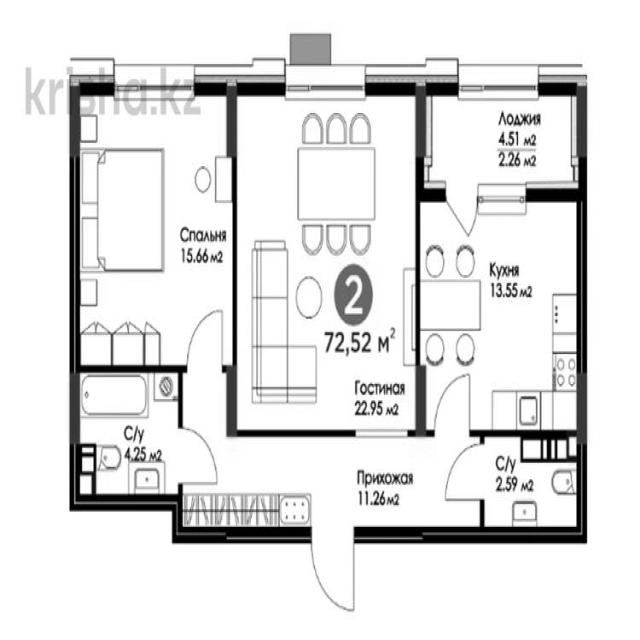 krisha.kz
Лоджия
4.51 м2
2.26 м2
Спальня
15.66 м2
Кухня
13.55 м2
2
72,52 м2
Гостиная
22.95 м2
С/у
4.25 м2
С/у
2.59 м2
Прихожая
11.26 м2